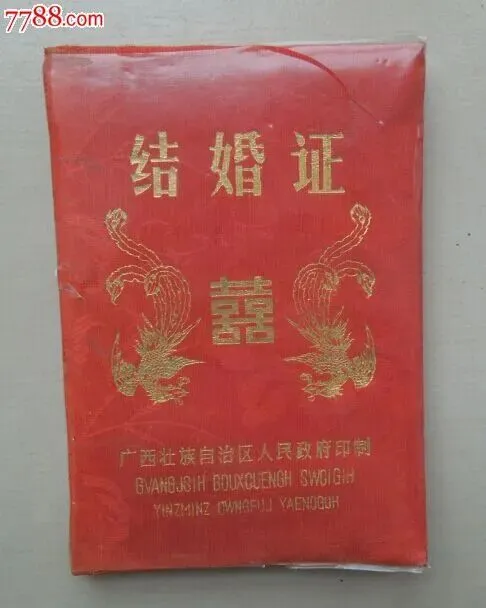 7788.com
结婚证
囍
广西壮族自治区人民政府印制
GVANGJSIH BOUXCUENGH SWCIGIH
YINZMINZ CWNGFUJ YAENQGUH